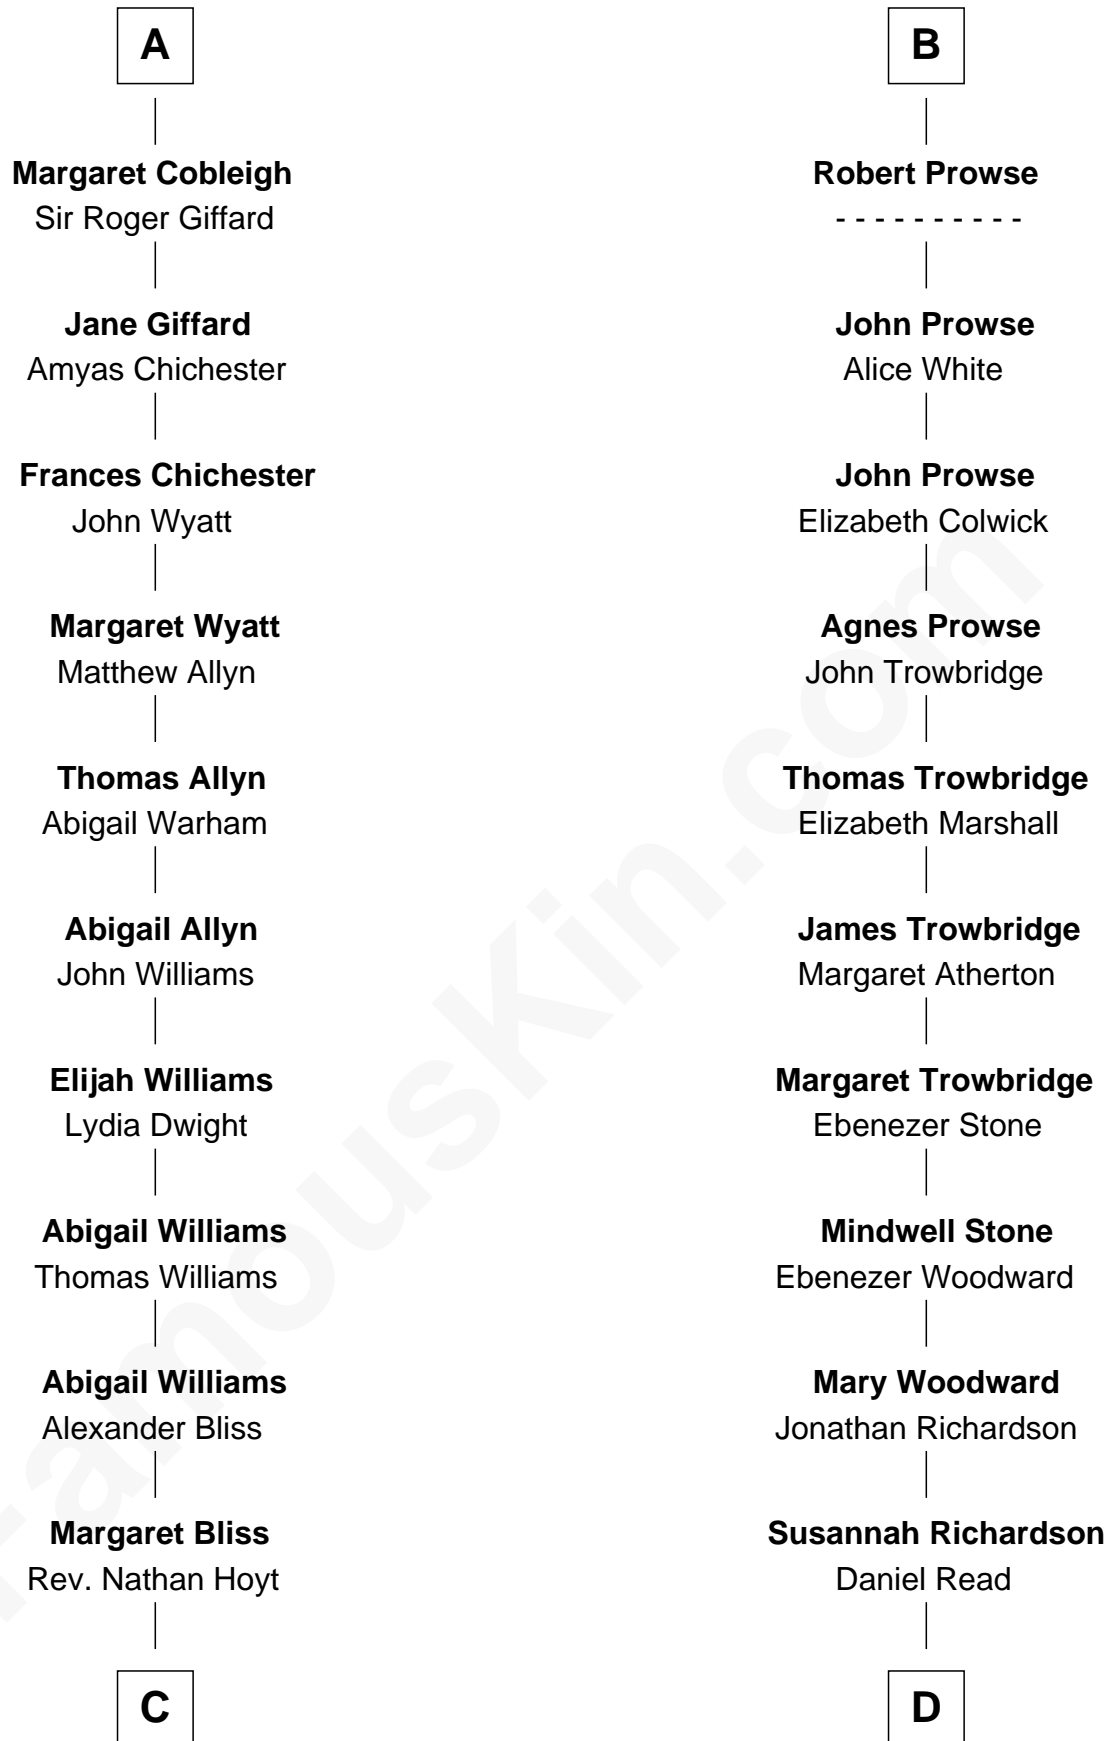 A
Margaret Cobleigh
Sir Roger Giffard
Jane Giffard
Amyas Chichester
Frances Chichester
John Wyatt
Margaret Wyatt
Matthew Allyn
Thomas Allyn
Abigail Warham
Abigail Allyn
John Williams
Elijah Williams
Lydia Dwight
Abigail Williams
Thomas Williams
Abigail Williams
Alexander Bliss
Margaret Bliss
Rev. Nathan Hoyt
C
B
Robert Prowse
- - - - - - - - - -
John Prowse
Alice White
John Prowse
Elizabeth Colwick
Agnes Prowse
John Trowbridge
Thomas Trowbridge
Elizabeth Marshall
James Trowbridge
Margaret Atherton
Margaret Trowbridge
Ebenezer Stone
Mindwell Stone
Ebenezer Woodward
Mary Woodward
Jonathan Richardson
Susannah Richardson
Daniel Read
D
FamousKin.com